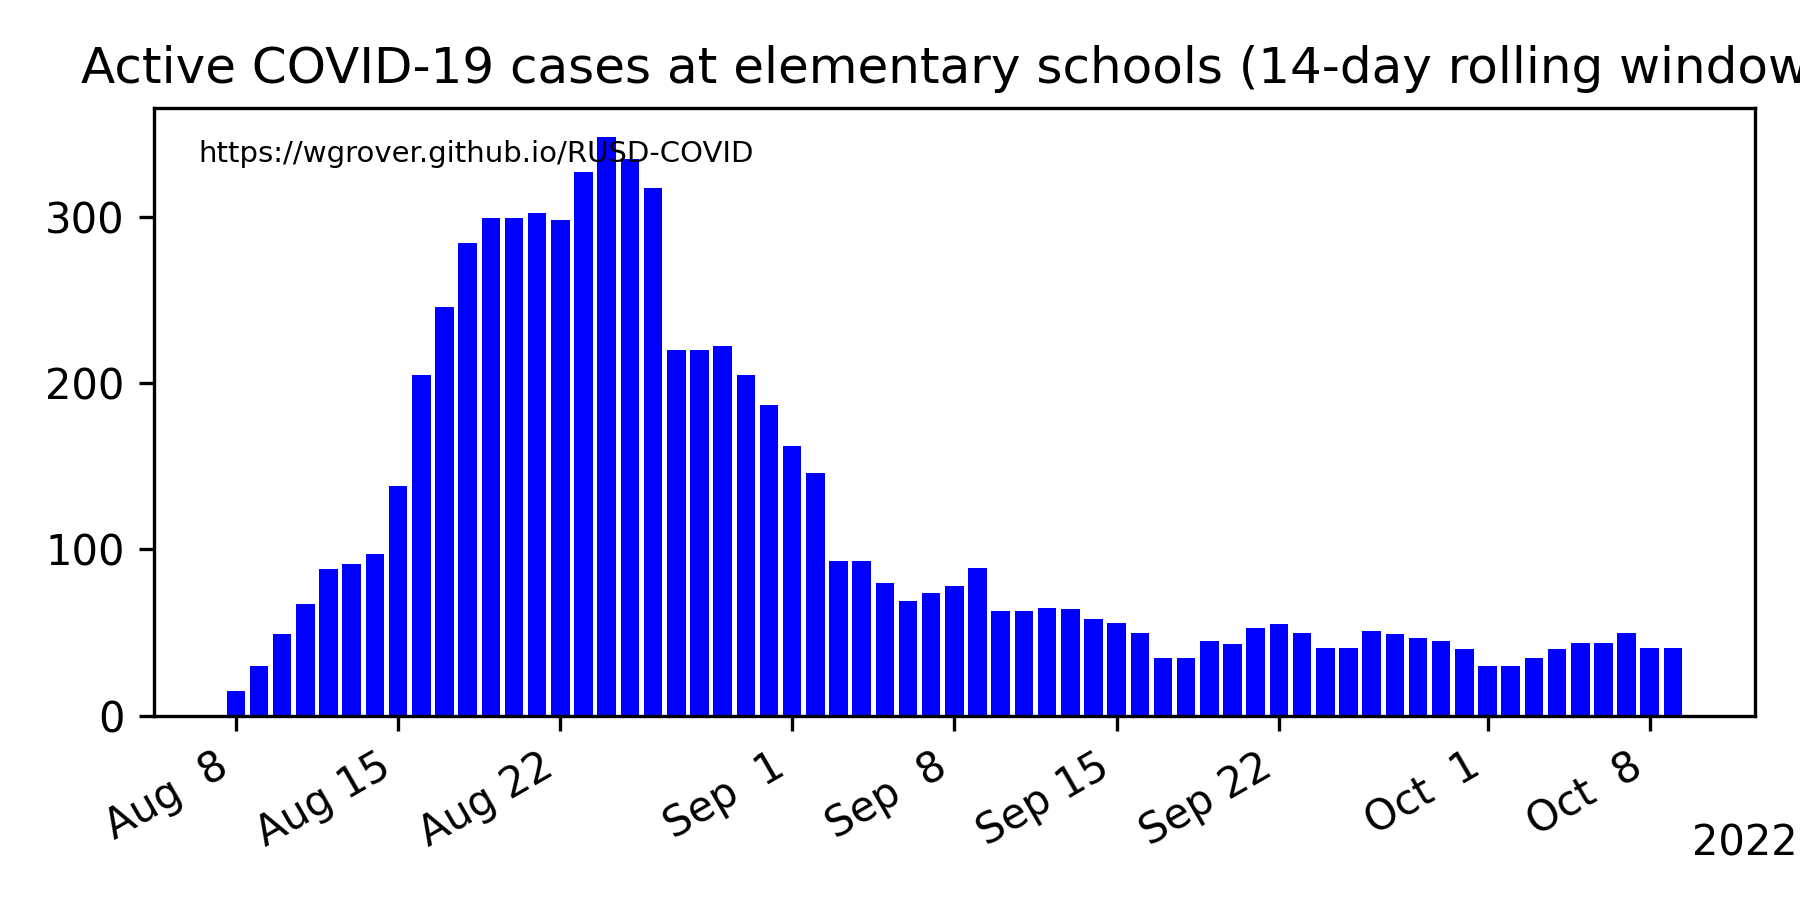 Active COVID-19 cases at elementary schools (14-day rolling window
https://wgrover.github.io/RUSD-COVID
300
200
100
0
Aug 8
Aug 15
Aug 22
Sep 1
Sep 8
Sep 15
Sep 22
Oct 1
Oct 8
2022